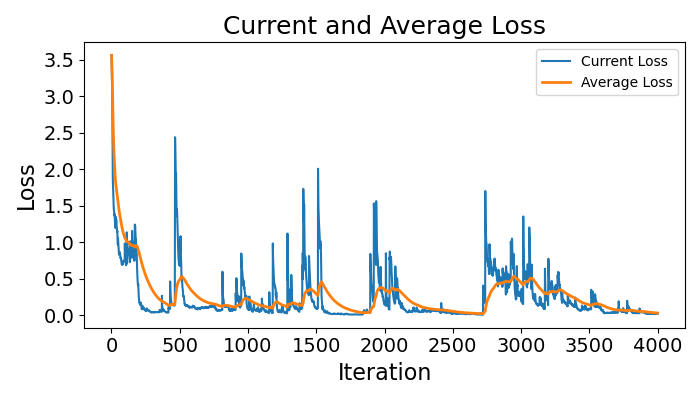 Current and Average Loss
Current Loss
Average Loss
3.5
3.0
2.5
2.0
1.5
1.0
0.5
0.0
Loss
0 500 1000 1500 2000 2500 3000 3500 4000
Iteration